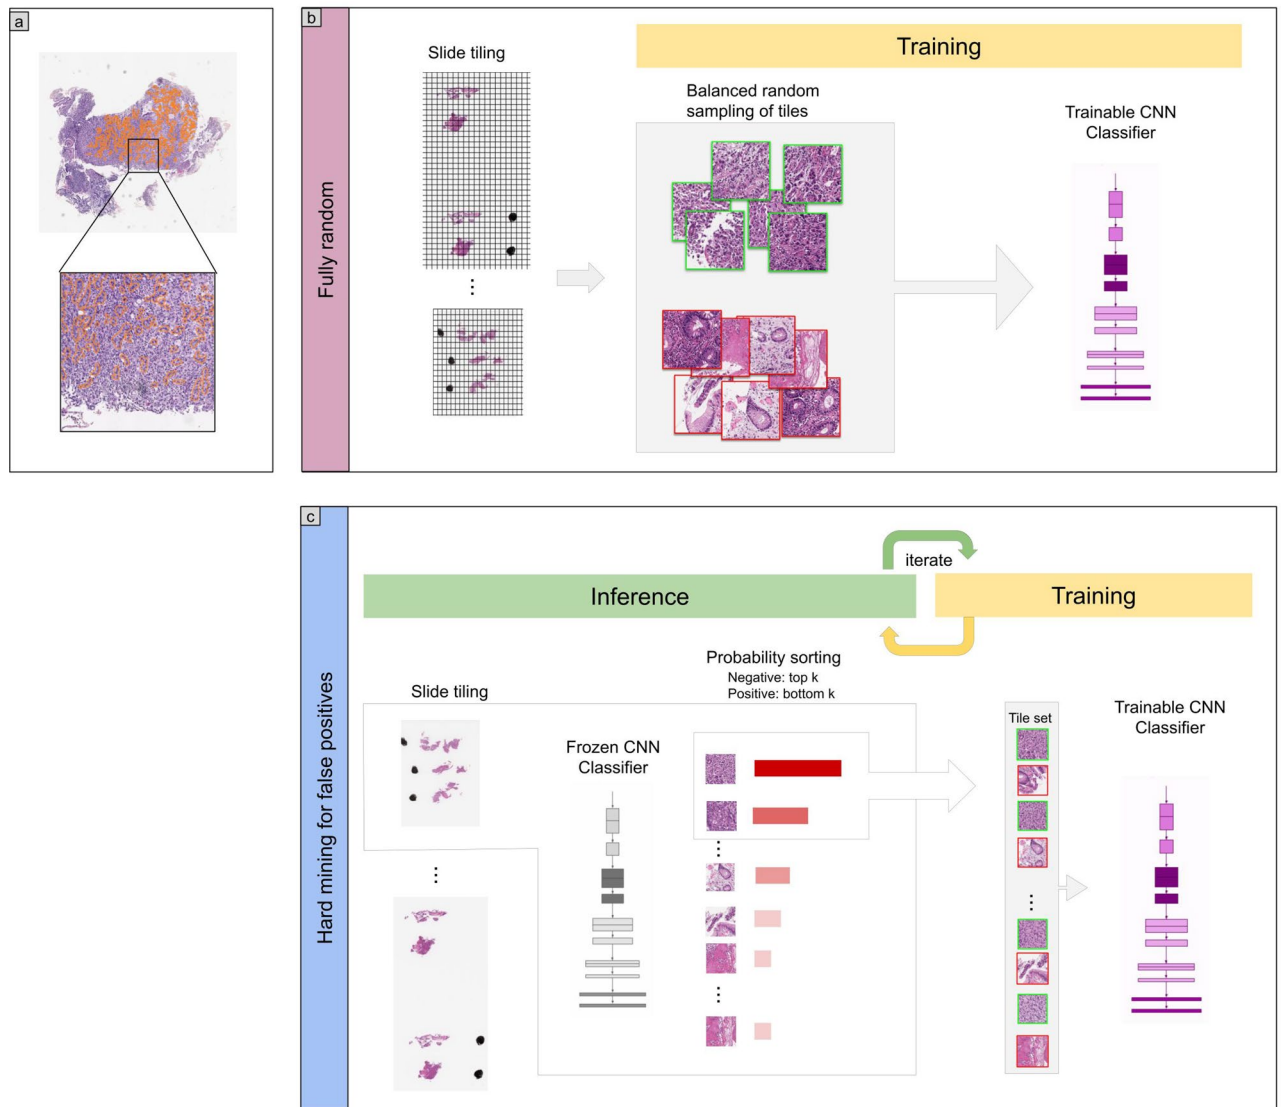 a
b
Fully random
Slide tiling
Training
Balanced random
sampling of tiles
Trainable CNN
Classifier
c
Hard mining for false positives
iterate
Inference
Training
Slide tiling
Frozen CNN
Classifier
Probability sorting
Negative: top k
Positive: bottom k
Tile set
Trainable CNN
Classifier